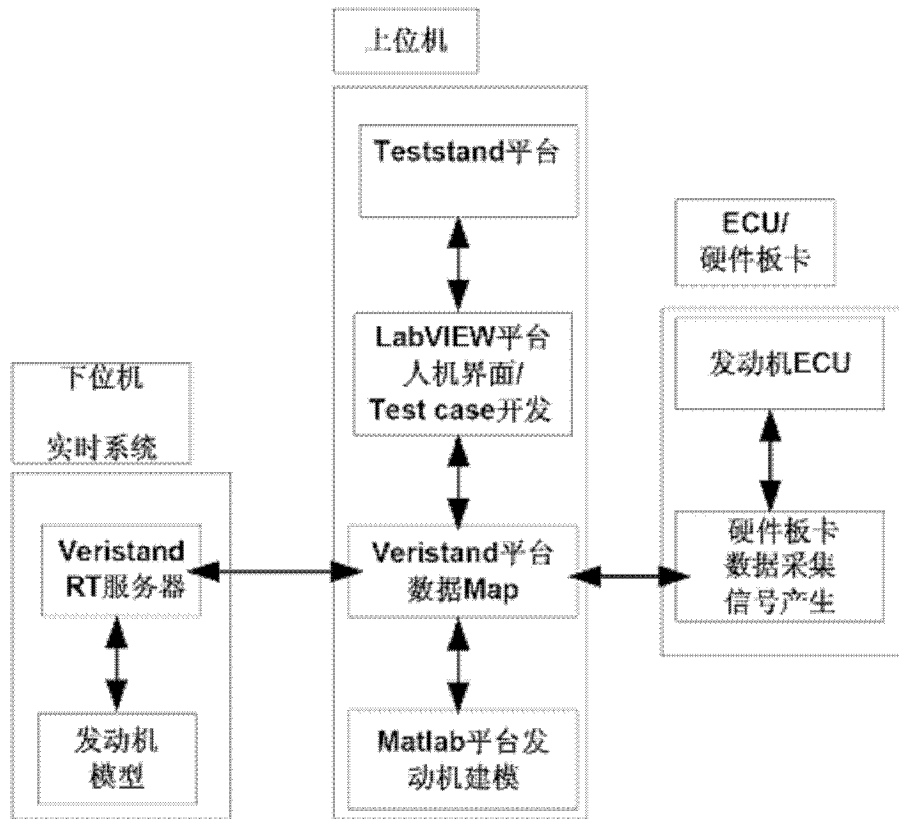 上位机
Teststand平台
ECU/
硬件板卡
LabVIEW平台
人机界面/
Test case开发
发动机ECU
下位机
实时系统
Veristand
RT服务器
Veristand平台
数据Map
硬件板卡
数据采集
信号产生
发动机
模型
Matlab平台发
动机建模